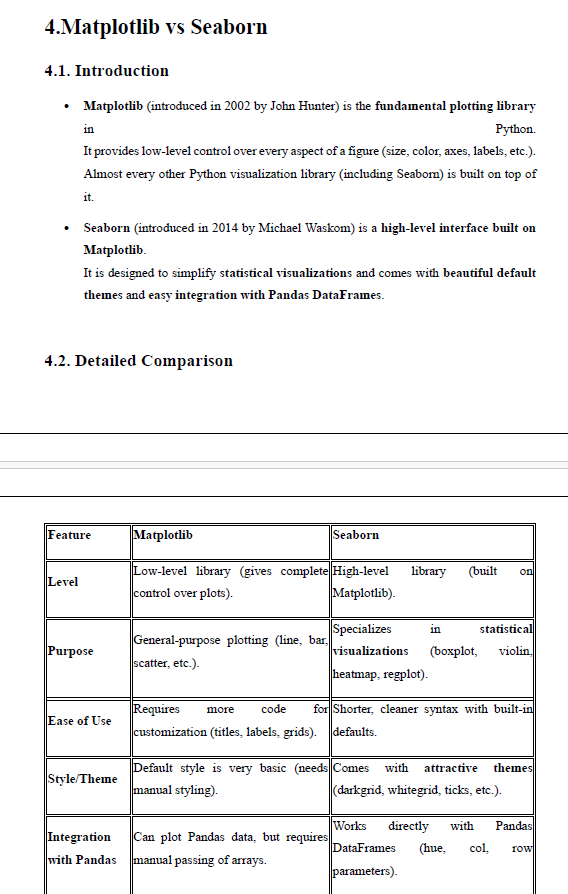 4.Matplotlib vs Seaborn
4.1. Introduction
• Matplotlib (introduced in 2002 by John Hunter) is the fundamental plotting library
in Python.
It provides low-level control over every aspect of a figure (size, color, axes, labels, etc.).
Almost every other Python visualization library (including Seaborn) is built on top of
it.
• Seaborn (introduced in 2014 by Michael Waskom) is a high-level interface built on
Matplotlib.
It is designed to simplify statistical visualizations and comes with beautiful default
themes and easy integration with Pandas DataFrames.
4.2. Detailed Comparison
Feature
Matplotlib
Seaborn
Level
Low-level library (gives complete
control over plots).
High-level library (built on
Matplotlib).
Purpose
General-purpose plotting (line, bar,
scatter, etc.).
Specializes in statistical
visualizations (boxplot, violin,
heatmap, regplot).
Ease of Use
Requires more code for
customization (titles, labels, grids).
Shorter, cleaner syntax with built-in
defaults.
Style/Theme
Default style is very basic (needs
manual styling).
Comes with attractive themes
(darkgrid, whitegrid, ticks, etc.).
Integration
with Pandas
Can plot Pandas data, but requires
manual passing of arrays.
Works directly with Pandas
DataFrames (hue, col, row
parameters).